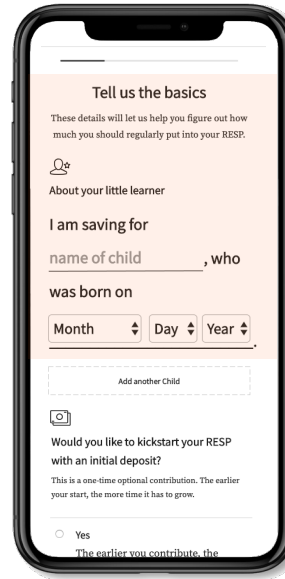 Tell us the basics
These details will let us help you figure out how
much you should regularly put into your RESP.
About your little learner
I am saving for
name of child , who
was born on
Month Day Year .
Add another Child
Would you like to kickstart your RESP
with an initial deposit?
This is a one-time optional contribution. The earlier
your start, the more time it has to grow.
Yes
The earlier you contribute, the